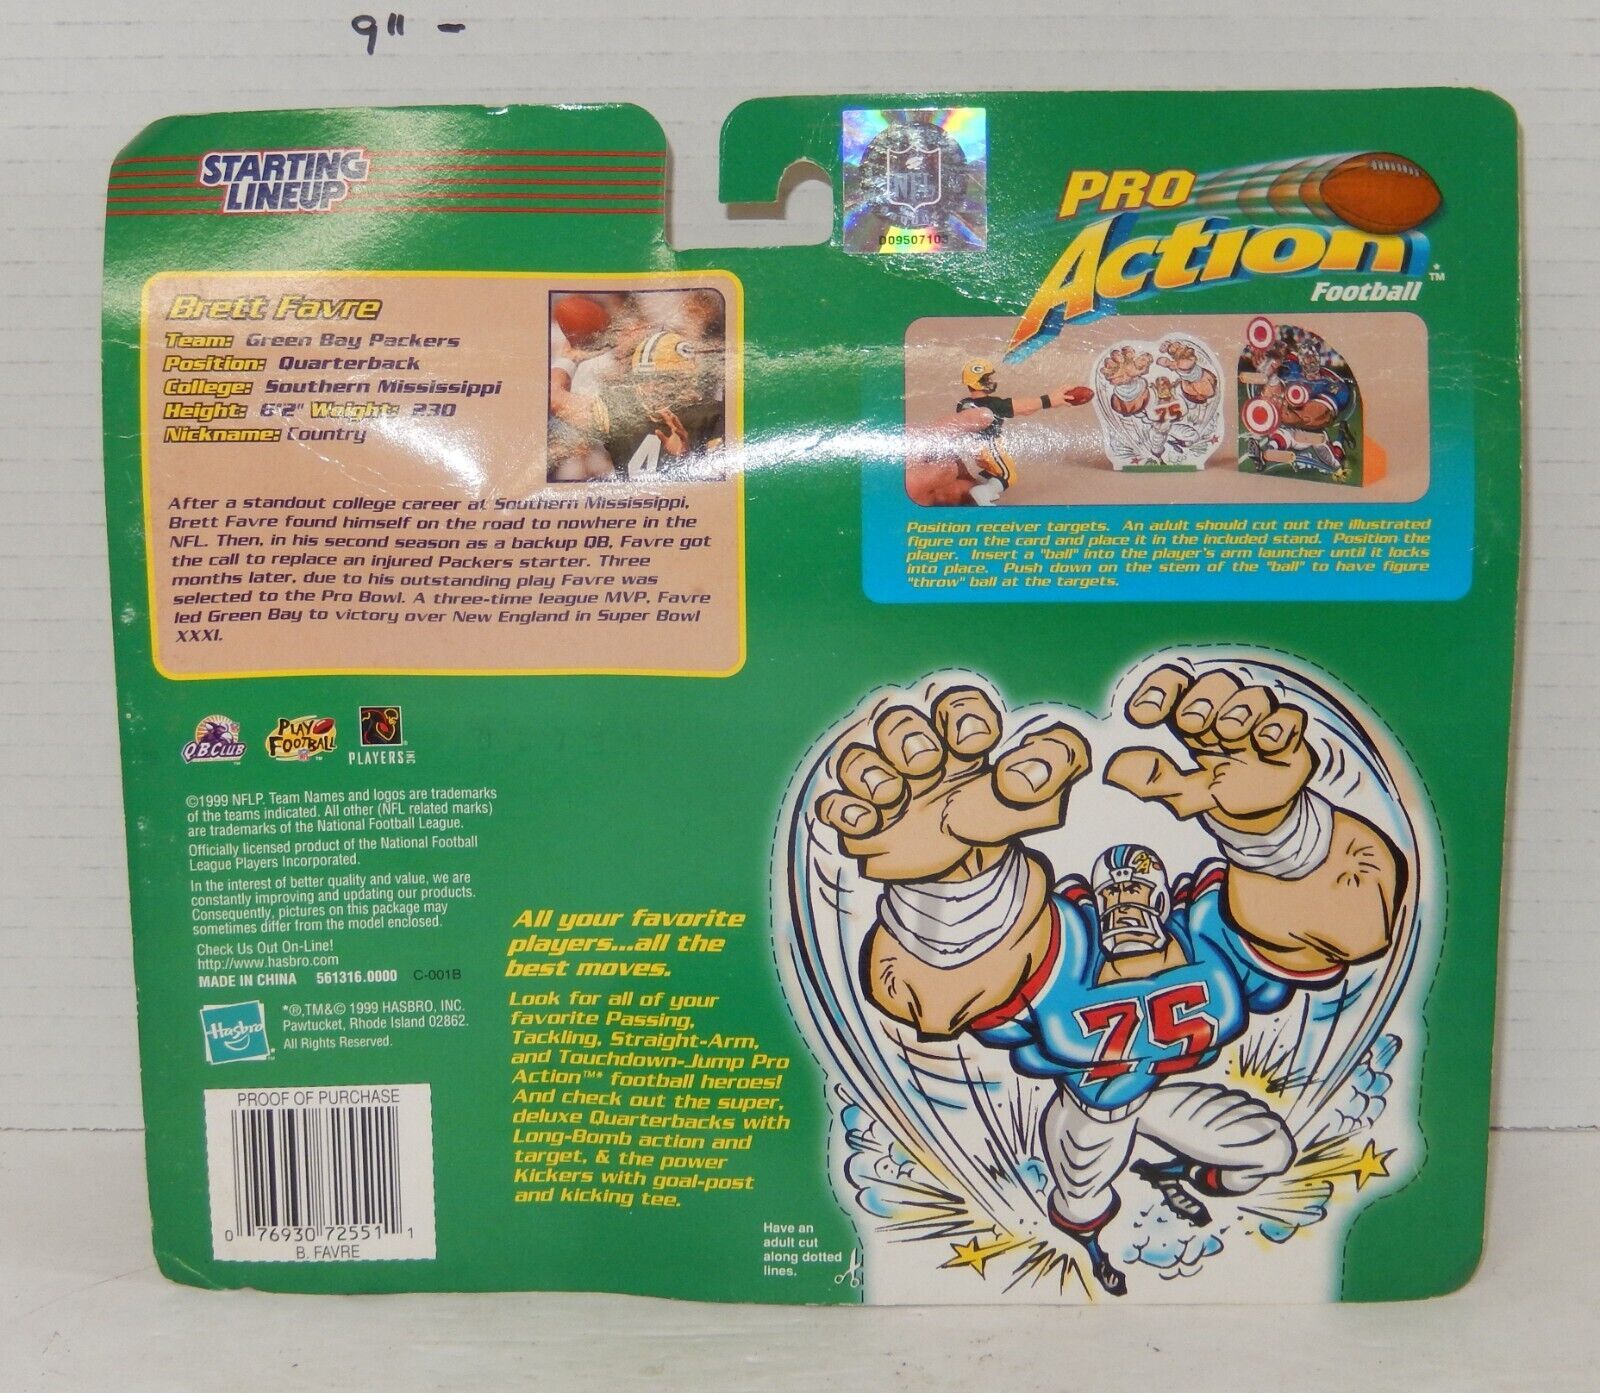 9" -
STARTING
LINEUP®
NFL
D09507103
PRO
Action
Football
TM*
Brett Favre
Team: Green Bay Packers
Position: Quarterback
College: Southern Mississippi
Height: 6'2" Weight: 230
Nickname: Country
4
After a standout college career at Southern Mississippi,
Brett Favre found himself on the road to nowhere in the
NFL. Then, in his second season as a backup QB, Favre got
the call to replace an injured Packers starter. Three
months later, due to his outstanding play Favre was
selected to the Pro Bowl. A three-time league MVP, Favre
led Green Bay to victory over New England in Super Bowl
XXXI.
75
Position receiver targets. An adult should cut out the illustrated
figure on the card and place it in the included stand. Position the
player. Insert a "ball" into the player's arm launcher until it locks
into place. Push down on the stem of the "ball" to have figure
"throw" ball at the targets.
QB CLUB™
PLAY
FOOTBALL™
PLAYERS INC
©1999 NFLP. Team Names and logos are trademarks
of the teams indicated. All other (NFL related marks)
are trademarks of the National Football League.
Officially licensed product of the National Football
League Players Incorporated.
In the interest of better quality and value, we are
constantly improving and updating our products.
Consequently, pictures on this package may
sometimes differ from the model enclosed.
Check Us Out On-Line!
http://www.hasbro.com
MADE IN CHINA 561316.0000 C-001B
Hasbro™
*®,TM&© 1999 HASBRO, INC.
Pawtucket, Rhode Island 02862.
All Rights Reserved.
PROOF OF PURCHASE
0 76930 72551 1
B. FAVRE
All your favorite
players...all the
best moves.
Look for all of your
favorite Passing,
Tackling, Straight-Arm,
and Touchdown-Jump Pro
Action™* football heroes!
And check out the super,
deluxe Quarterbacks with
Long-Bomb action and
target, & the power
Kickers with goal-post
and kicking tee.
Have an
adult cut
along dotted
lines.
PA
75